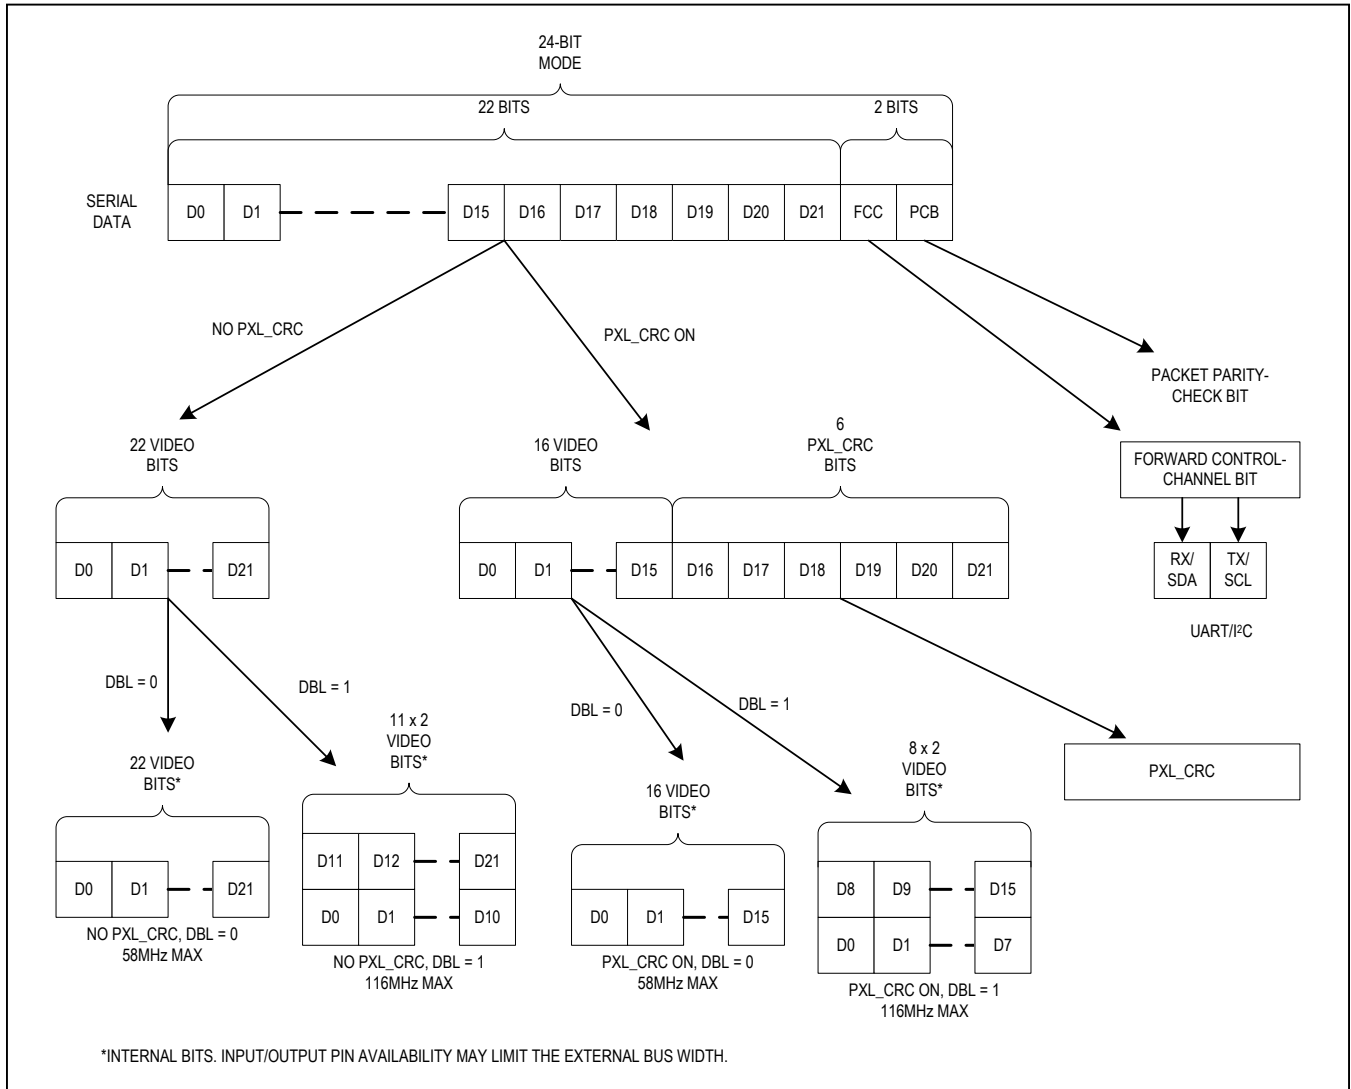 24-BIT
MODE
22 BITS
2 BITS
SERIAL
DATA
D0 D1 D15 D16 D17 D18 D19 D20 D21 FCC PCB
NO PXL_CRC
PXL_CRC ON
PACKET PARITY-
CHECK BIT
22 VIDEO
BITS
16 VIDEO
BITS
6
PXL_CRC
BITS
FORWARD CONTROL-
CHANNEL BIT
D0 D1 D21
D0 D1 D15 D16 D17 D18 D19 D20 D21
RX/
SDA
TX/
SCL
UART/I²C
DBL = 0
DBL = 1
DBL = 0
DBL = 1
22 VIDEO
BITS*
11 x 2
VIDEO
BITS*
16 VIDEO
BITS*
8 x 2
VIDEO
BITS*
PXL_CRC
D0 D1 D21
NO PXL_CRC, DBL = 0
58MHz MAX
D11 D12 D21
D0 D1 D10
NO PXL_CRC, DBL = 1
116MHz MAX
D0 D1 D15
PXL_CRC ON, DBL = 0
58MHz MAX
D8 D9 D15
D0 D1 D7
PXL_CRC ON, DBL = 1
116MHz MAX
*INTERNAL BITS. INPUT/OUTPUT PIN AVAILABILITY MAY LIMIT THE EXTERNAL BUS WIDTH.